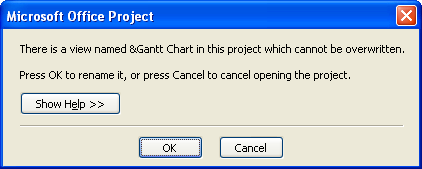 Microsoft Office Project
There is a view named &Gantt Chart in this project which cannot be overwritten.
Press OK to rename it, or press Cancel to cancel opening the project.
Show Help >>
OK
Cancel